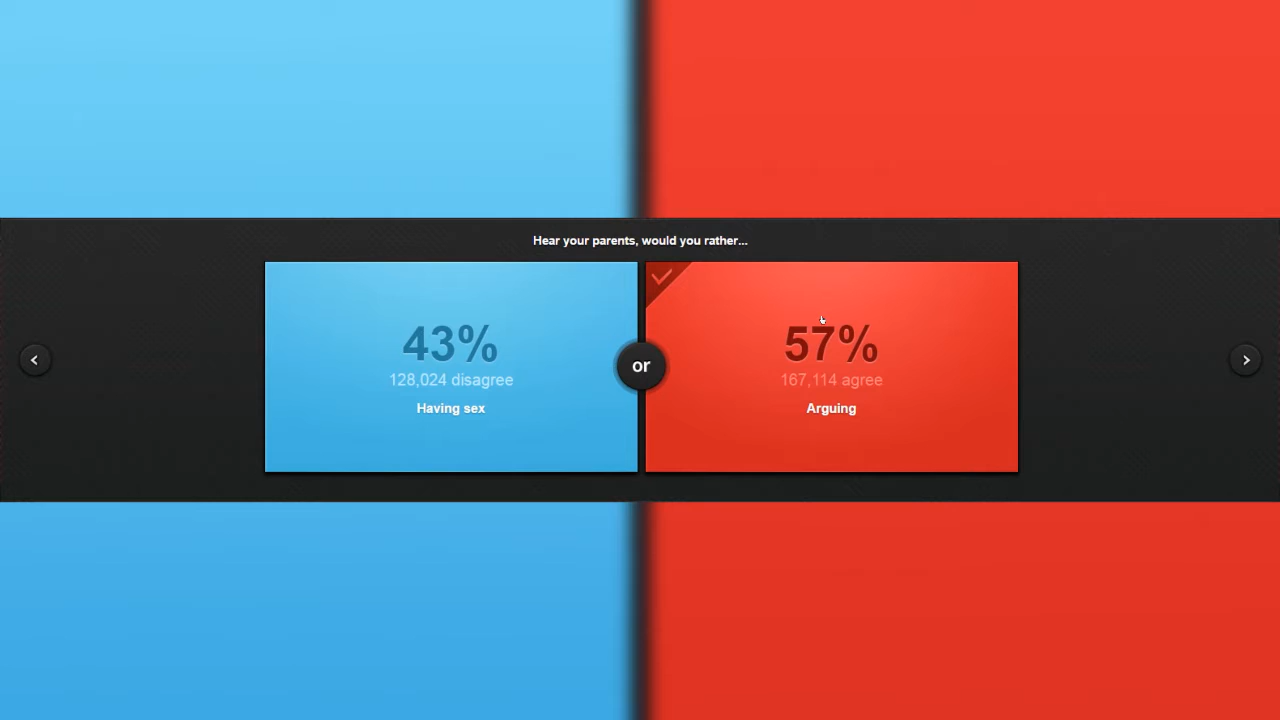 Hear your parents, would you rather...
43%
128,024 disagree
Having sex
or
57%
167,114 agree
Arguing